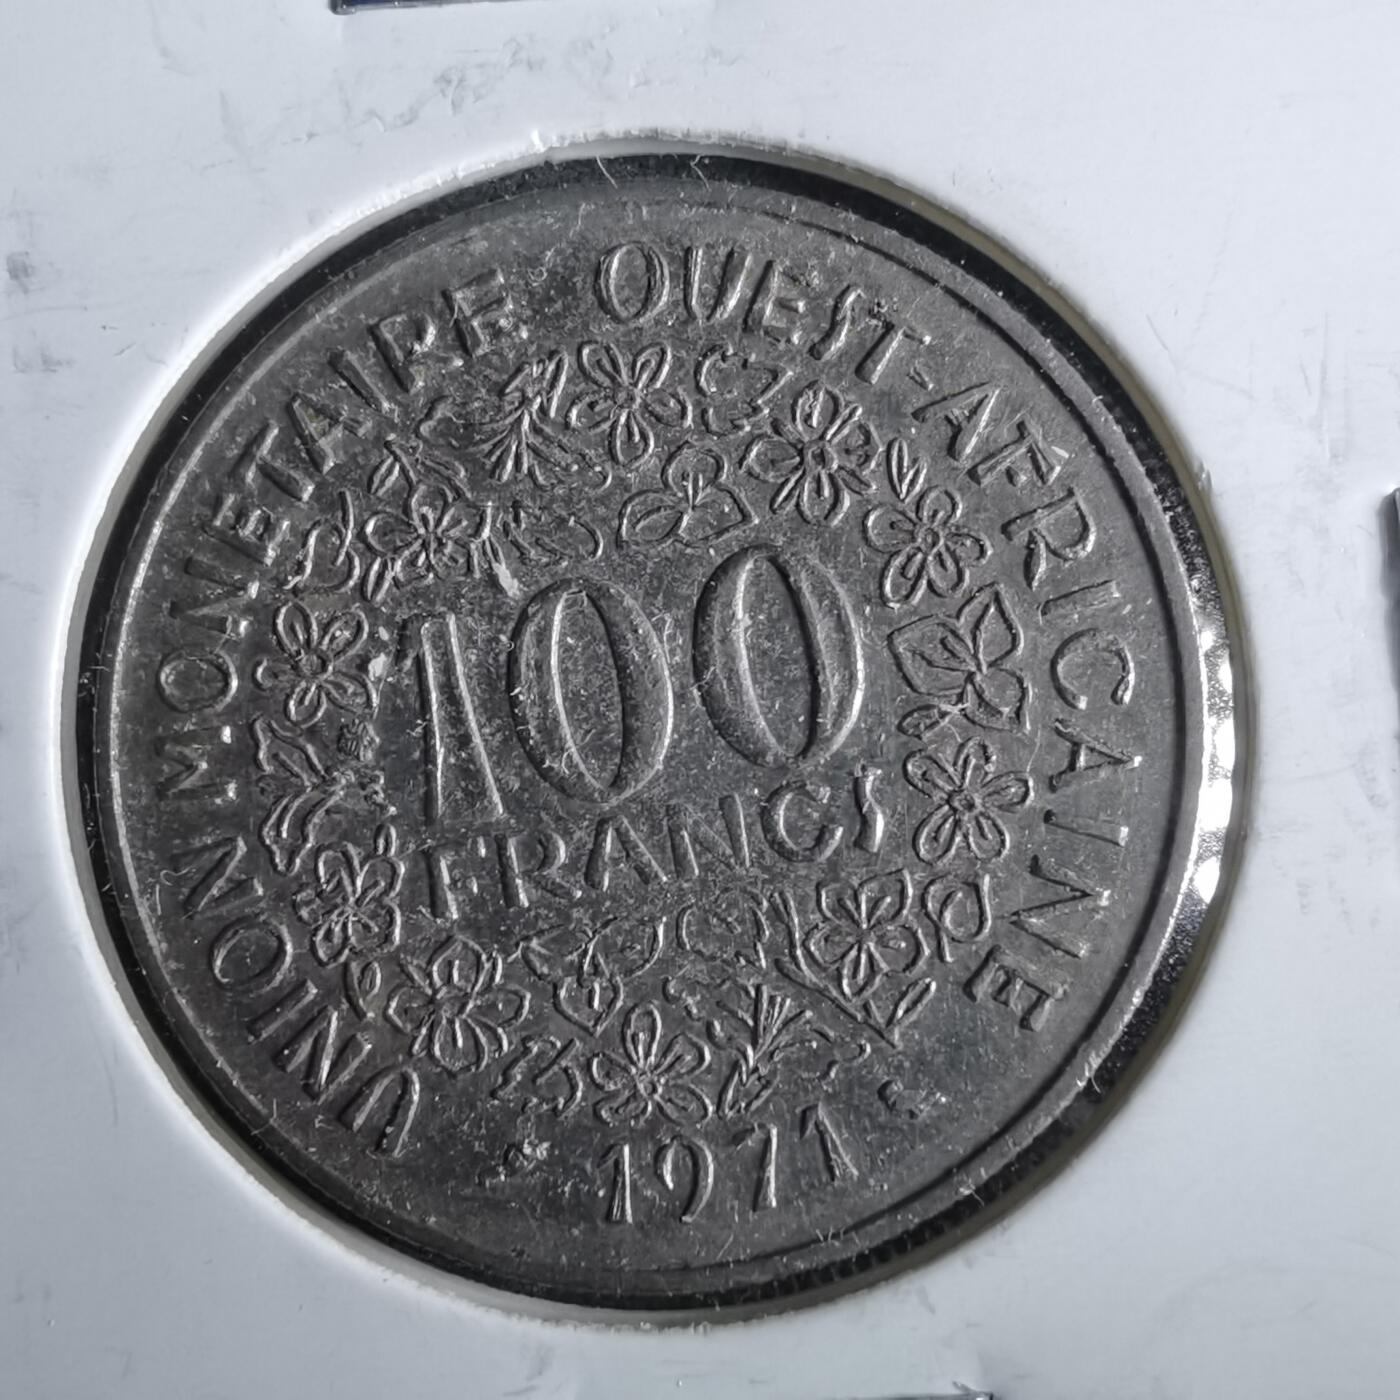 UNION MONETAIRE OUEST-AFRICAINE
100
FRANCS
1971